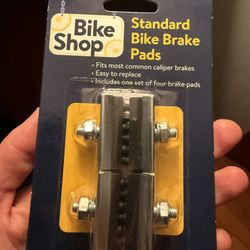 Bike
Shop
Standard
Bike Brake
Pads
• Fits most common caliper brakes
• Easy to replace
• Includes one set of four brake pads